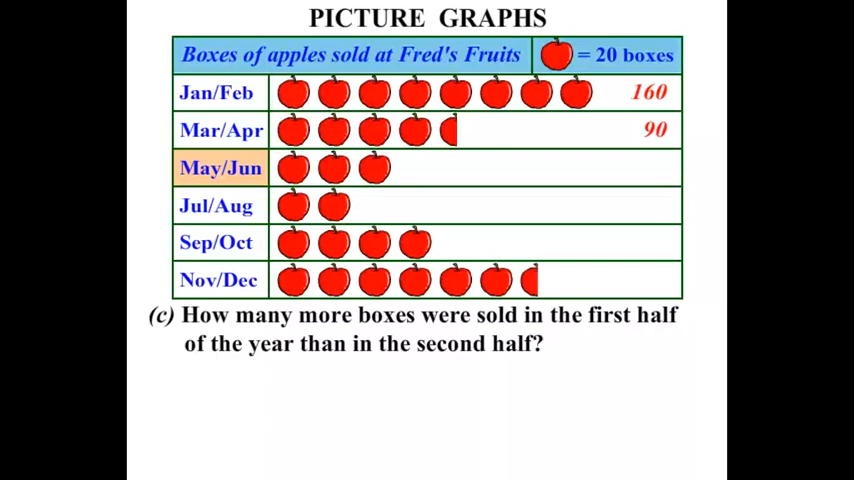 PICTURE GRAPHS
Boxes of apples sold at Fred's Fruits = 20 boxes
Jan/Feb 160
Mar/Apr 90
May/Jun
Jul/Aug
Sep/Oct
Nov/Dec
(c) How many more boxes were sold in the first half
of the year than in the second half?